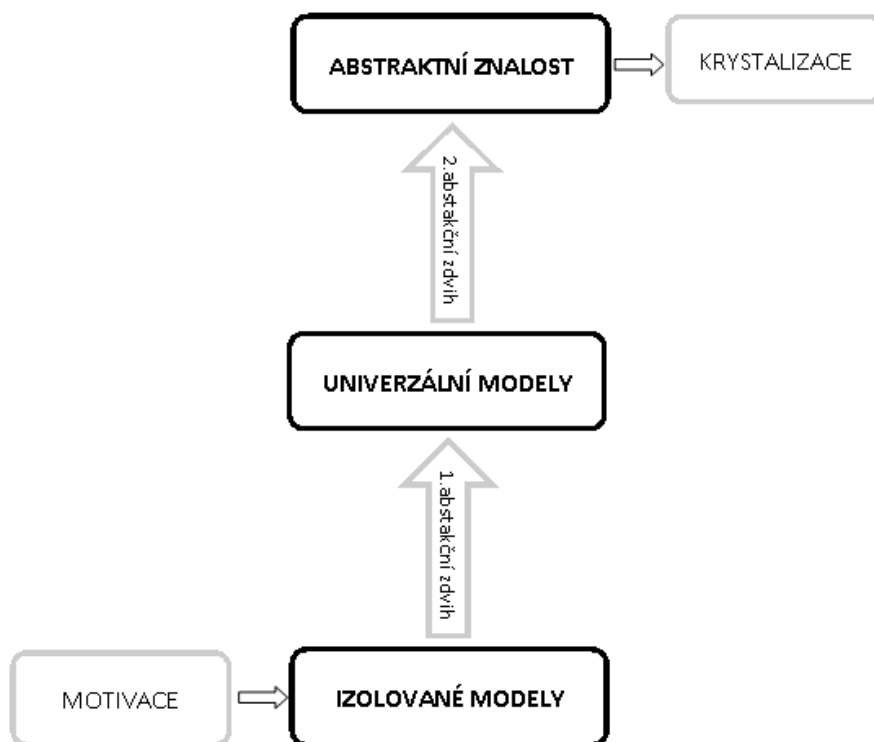 ABSTRAKTNÍ ZNALOST
KRYSTALIZACE
2.abstakční zdvih
UNIVERZÁLNÍ MODELY
1.abstakční zdvih
MOTIVACE
IZOLOVANÉ MODELY